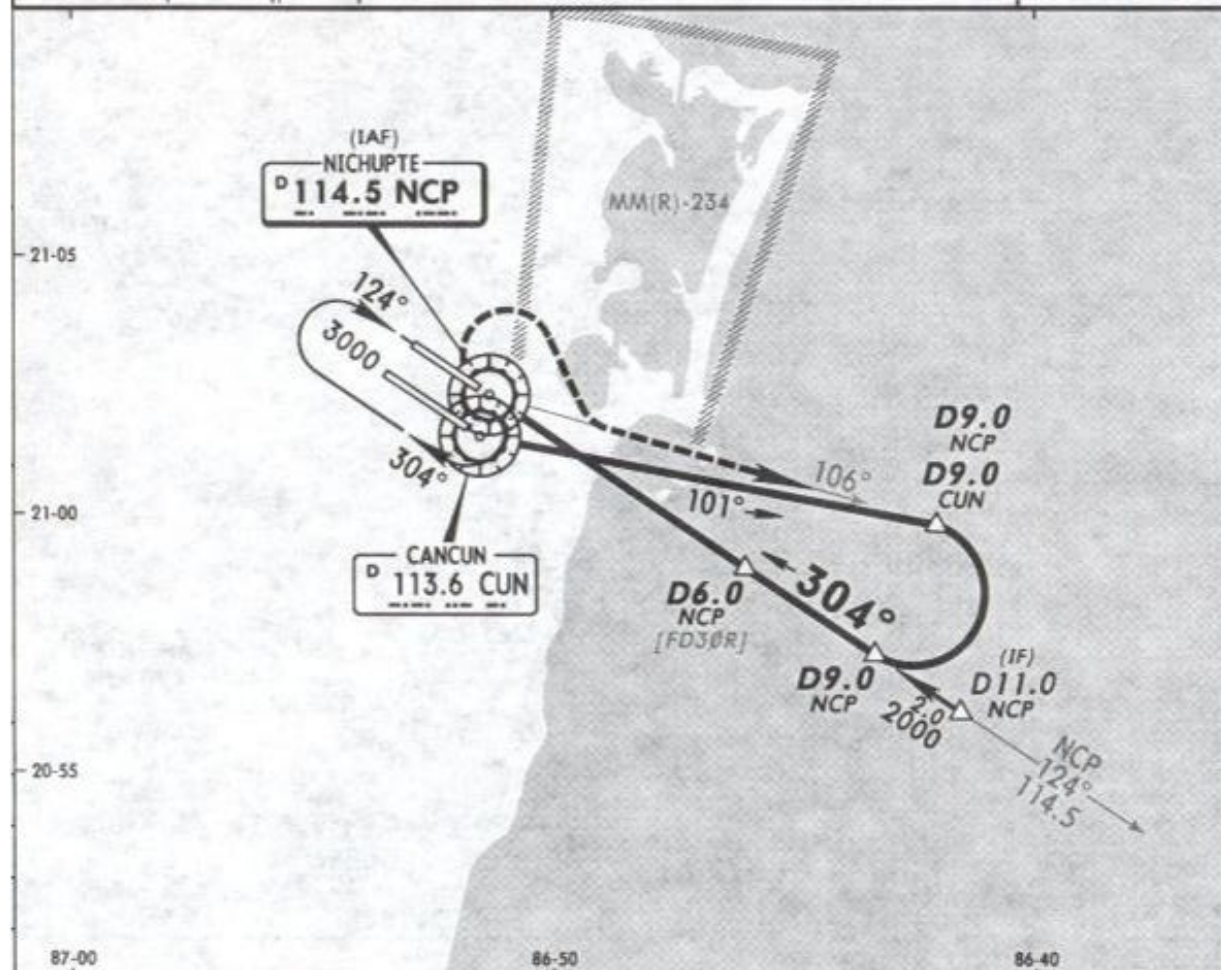 (IAF)
NICHUPTE
D 114.5 NCP
MM(R)-234
21-05
124°
3000
304°
D9.0
NCP
D9.0
CUN
106°
101°
21-00
CANCUN
D 113.6 CUN
304°
D6.0
NCP
[FD30R]
(IF)
D11.0
NCP
D9.0
NCP
2.0
2000
NCP
124°
114.5
20-55
87-00
86-50
86-40